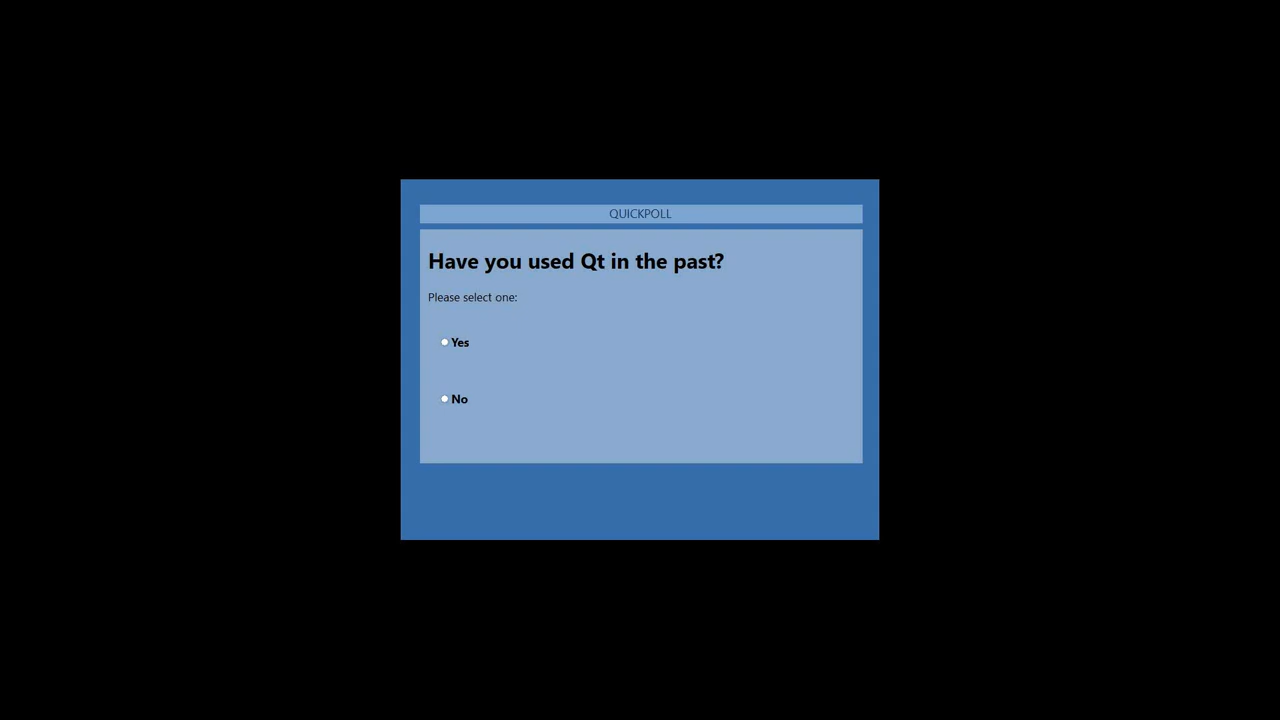 QUICKPOLL
Have you used Qt in the past?
Please select one:
Yes
No